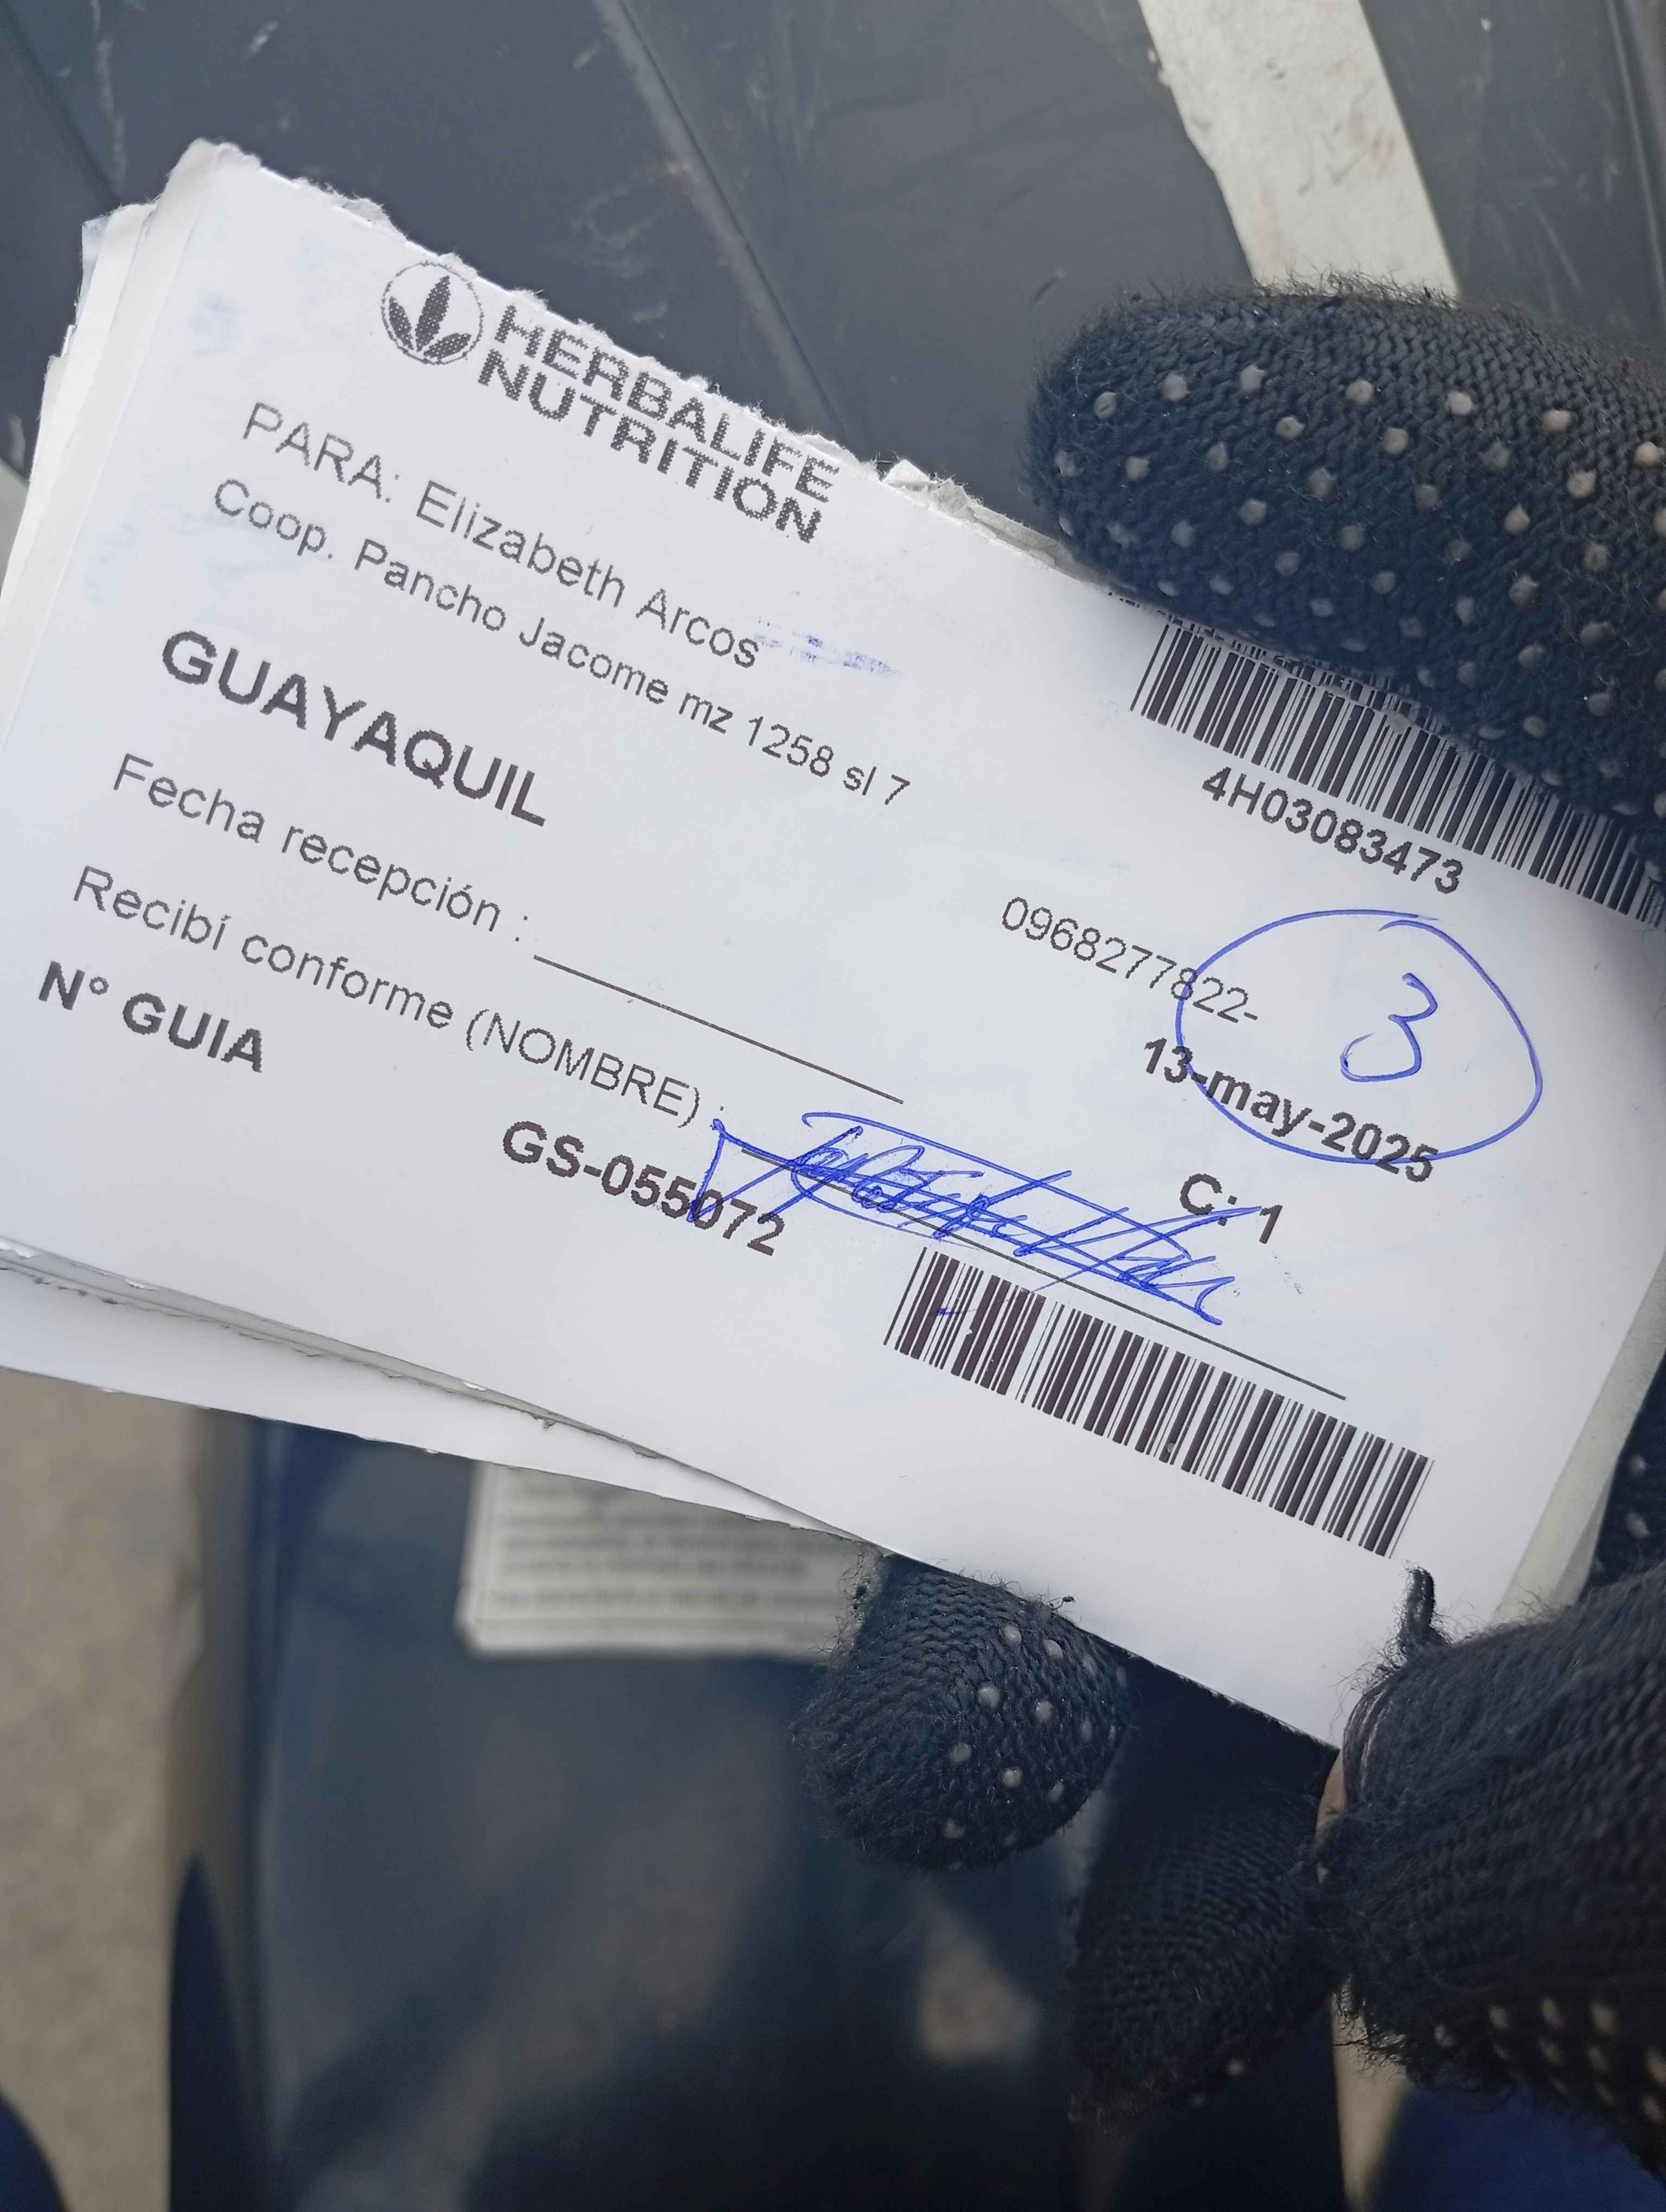 HERBALIFE
NUTRITION
PARA: Elizabeth Arcos
Coop. Pancho Jacome mz 1258 sl 7
4H03083473
GUAYAQUIL
0968277822-
3
Fecha recepción :
13-may-2025
Recibí conforme (NOMBRE) :
C: 1
N° GUIA
GS-055072